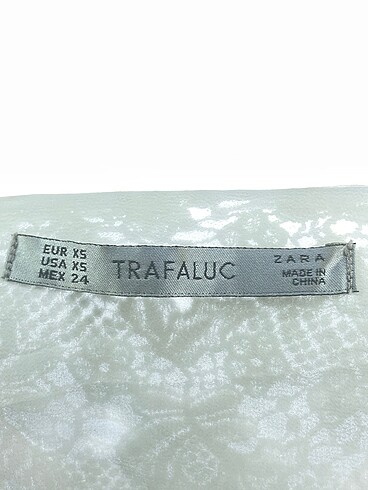 EUR XS
USA XS
MEX 24
TRAFALUC
ZARA
MADE IN
CHINA